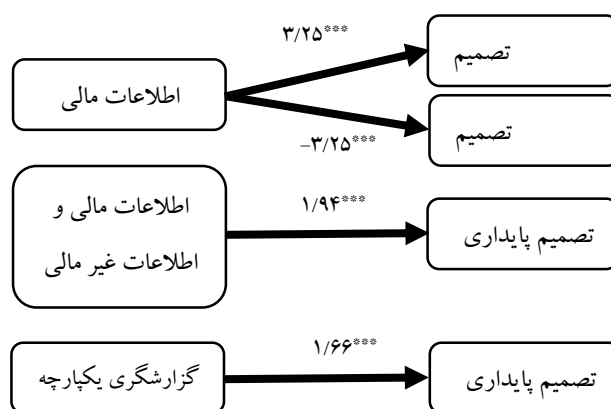 ۳/۲۵***
تصمیم
اطلاعات مالی
تصمیم
–۳/۲۵***
اطلاعات مالی و
اطلاعات غیر مالی
۱/۹۴***
تصمیم پایداری
۱/۶۶***
گزارشگری یکپارچه
تصمیم پایداری